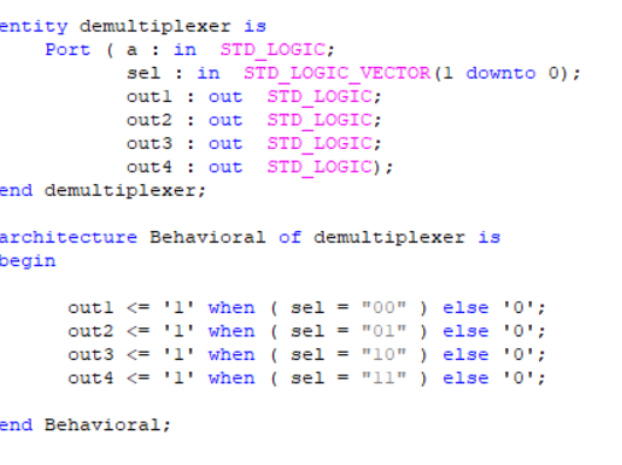 entity demultiplexer is
Port ( a : in STD_LOGIC;
sel : in STD_LOGIC_VECTOR(1 downto 0);
out1 : out STD_LOGIC;
out2 : out STD_LOGIC;
out3 : out STD_LOGIC;
out4 : out STD_LOGIC);
end demultiplexer;
architecture Behavioral of demultiplexer is
begin
out1 <= '1' when ( sel = "00" ) else '0';
out2 <= '1' when ( sel = "01" ) else '0';
out3 <= '1' when ( sel = "10" ) else '0';
out4 <= '1' when ( sel = "11" ) else '0';
end Behavioral;